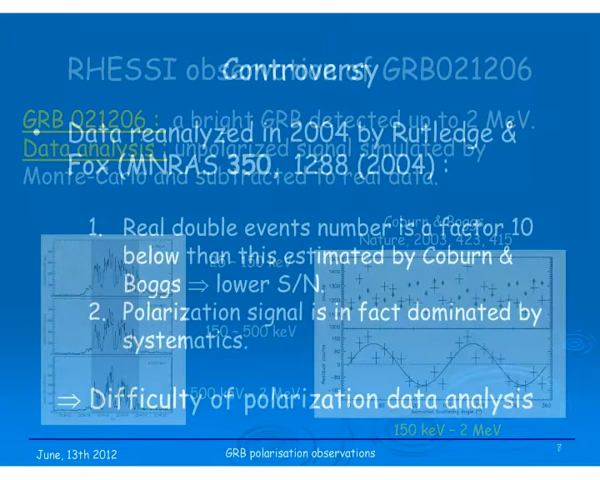 RHESSI observation of GRB021206
Controversy
GRB 021206 : a bright GRB detected up to 2 MeV.
Data analysis : unpolarized signal simulated by
Monte-Carlo and subtracted to real data.
• Data reanalyzed in 2004 by Rutledge &
Fox (MNRAS 350, 1288 (2004) :
Coburn & Boggs
Nature, 2003, 423, 415
1. Real double events number is a factor 10
below than this estimated by Coburn &
Boggs ⇒ lower S/N.
2. Polarization signal is in fact dominated by
systematics.
150 – 500 keV
500 keV – 2 MeV
⇒ Difficulty of polarization data analysis
150 keV – 2 MeV
June, 13th 2012
GRB polarisation observations